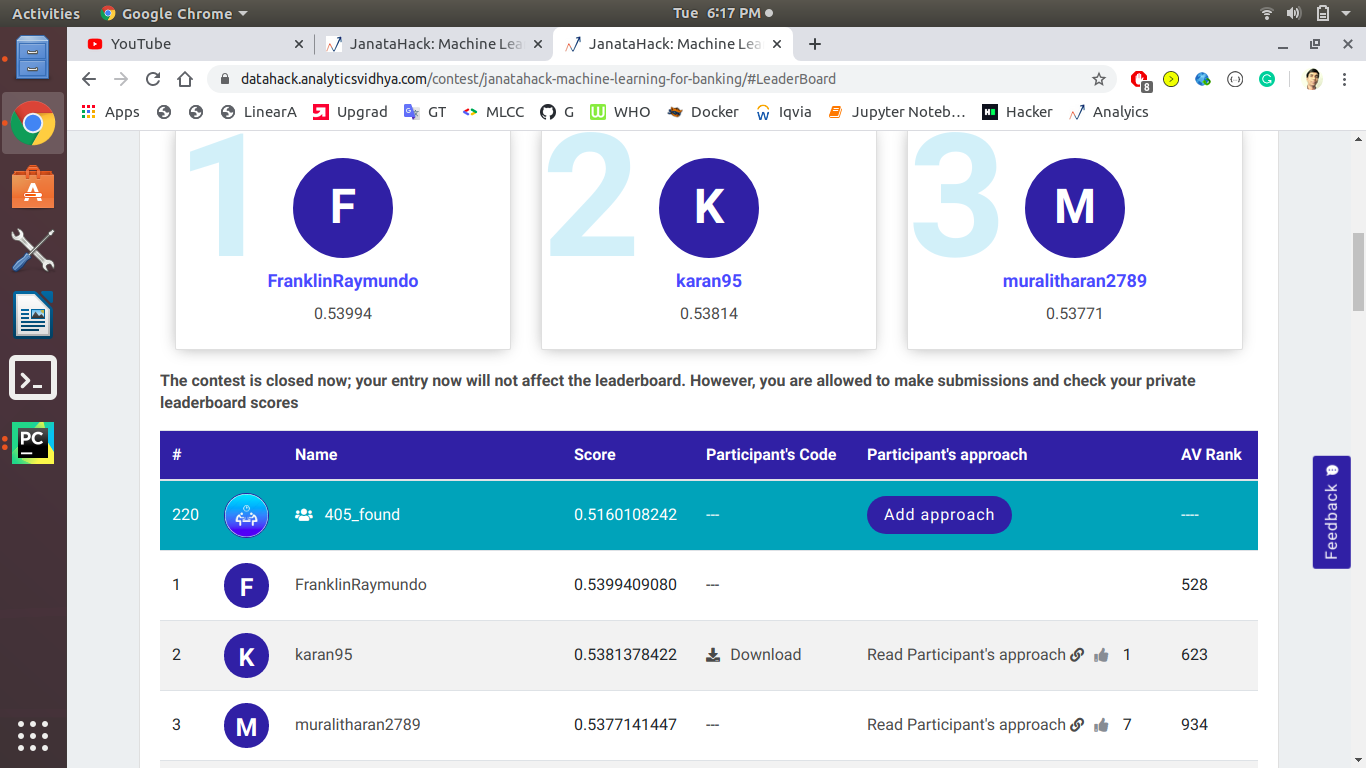 Activities Google Chrome Tue 6:17 PM
YouTube JanataHack: Machine Lea JanataHack: Machine Lea
datahack.analyticsvidhya.com/contest/janatahack-machine-learning-for-banking/#LeaderBoard
8
Apps LinearA Upgrad GT MLCC G WHO Docker Iqvia Jupyter Noteb… Hacker Analyics
1 F 2 K 3 M
FranklinRaymundo karan95 muralitharan2789
0.53994 0.53814 0.53771
The contest is closed now; your entry now will not affect the leaderboard. However, you are allowed to make submissions and check your private
leaderboard scores
# Name Score Participant's Code Participant's approach AV Rank
220 405_found 0.5160108242 --- Add approach ----
1 F FranklinRaymundo 0.5399409080 --- 528
2 K karan95 0.5381378422 Download Read Participant's approach 1 623
3 M muralitharan2789 0.5377141447 --- Read Participant's approach 7 934
Feedback
PC